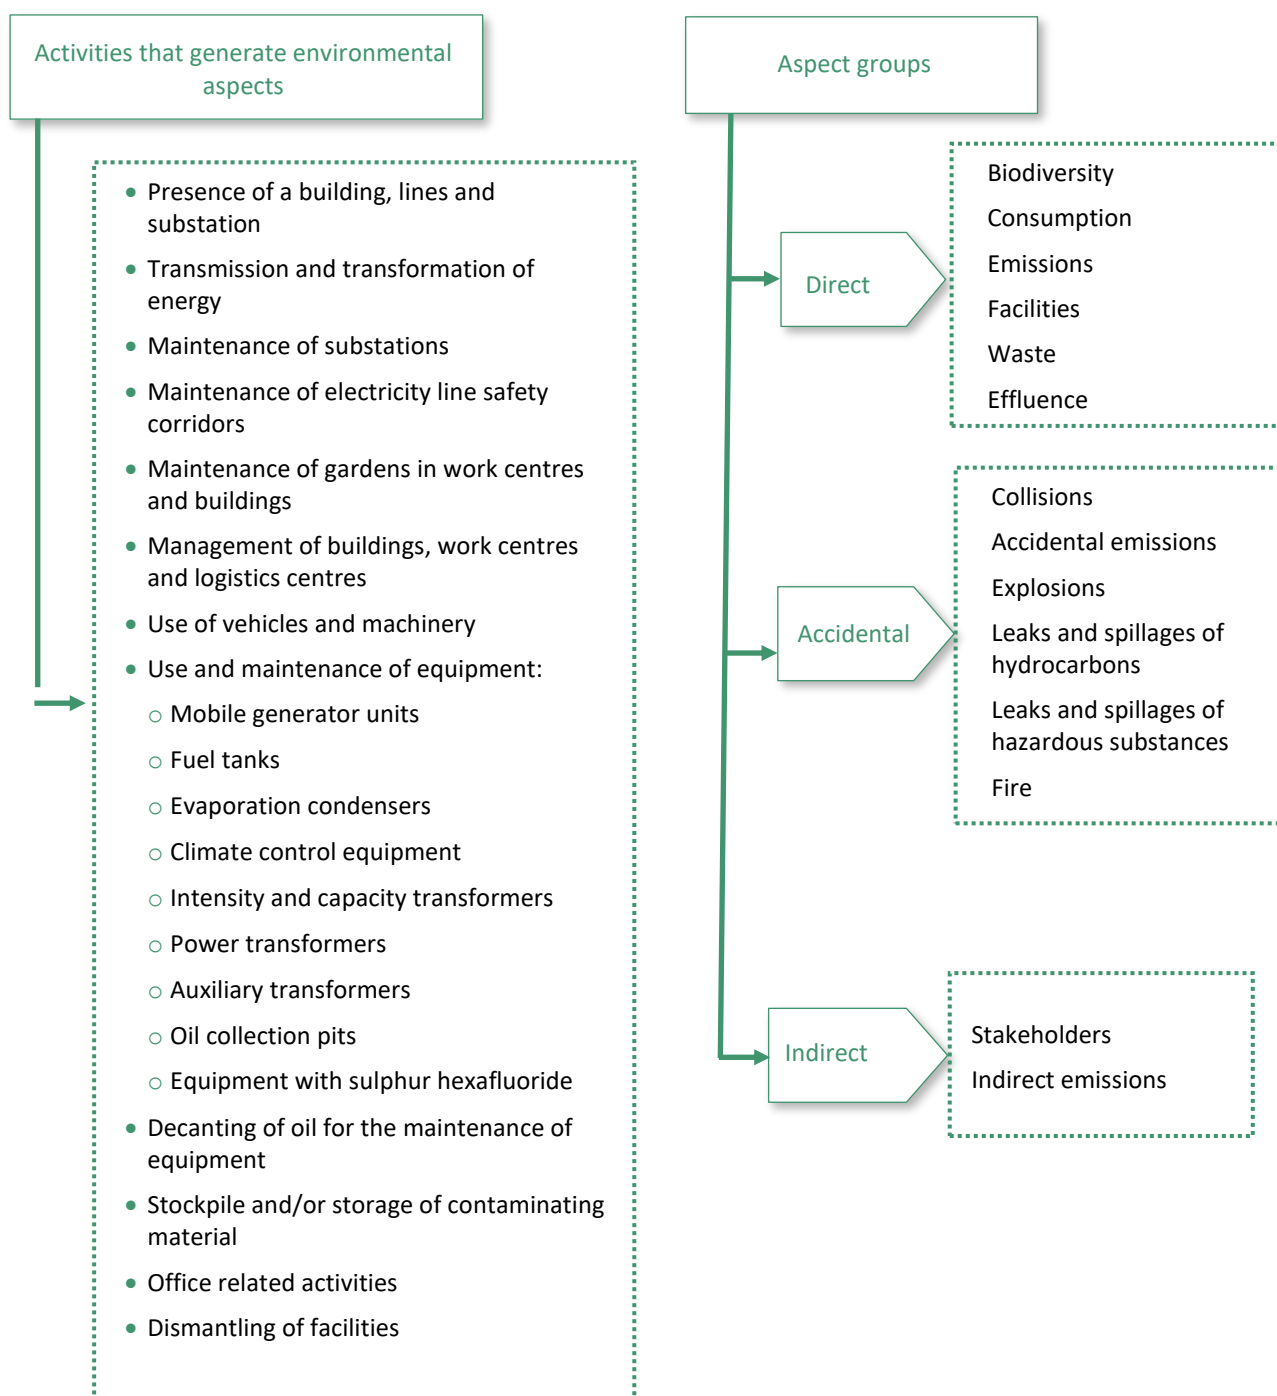 Activities that generate environmental
aspects
• Presence of a building, lines and
substation
• Transmission and transformation of
energy
• Maintenance of substations
• Maintenance of electricity line safety
corridors
• Maintenance of gardens in work centres
and buildings
• Management of buildings, work centres
and logistics centres
• Use of vehicles and machinery
• Use and maintenance of equipment:
○ Mobile generator units
○ Fuel tanks
○ Evaporation condensers
○ Climate control equipment
○ Intensity and capacity transformers
○ Power transformers
○ Auxiliary transformers
○ Oil collection pits
○ Equipment with sulphur hexafluoride
• Decanting of oil for the maintenance of
equipment
• Stockpile and/or storage of contaminating
material
• Office related activities
• Dismantling of facilities
Aspect groups
Direct
Biodiversity
Consumption
Emissions
Facilities
Waste
Effluence
Accidental
Collisions
Accidental emissions
Explosions
Leaks and spillages of
hydrocarbons
Leaks and spillages of
hazardous substances
Fire
Indirect
Stakeholders
Indirect emissions